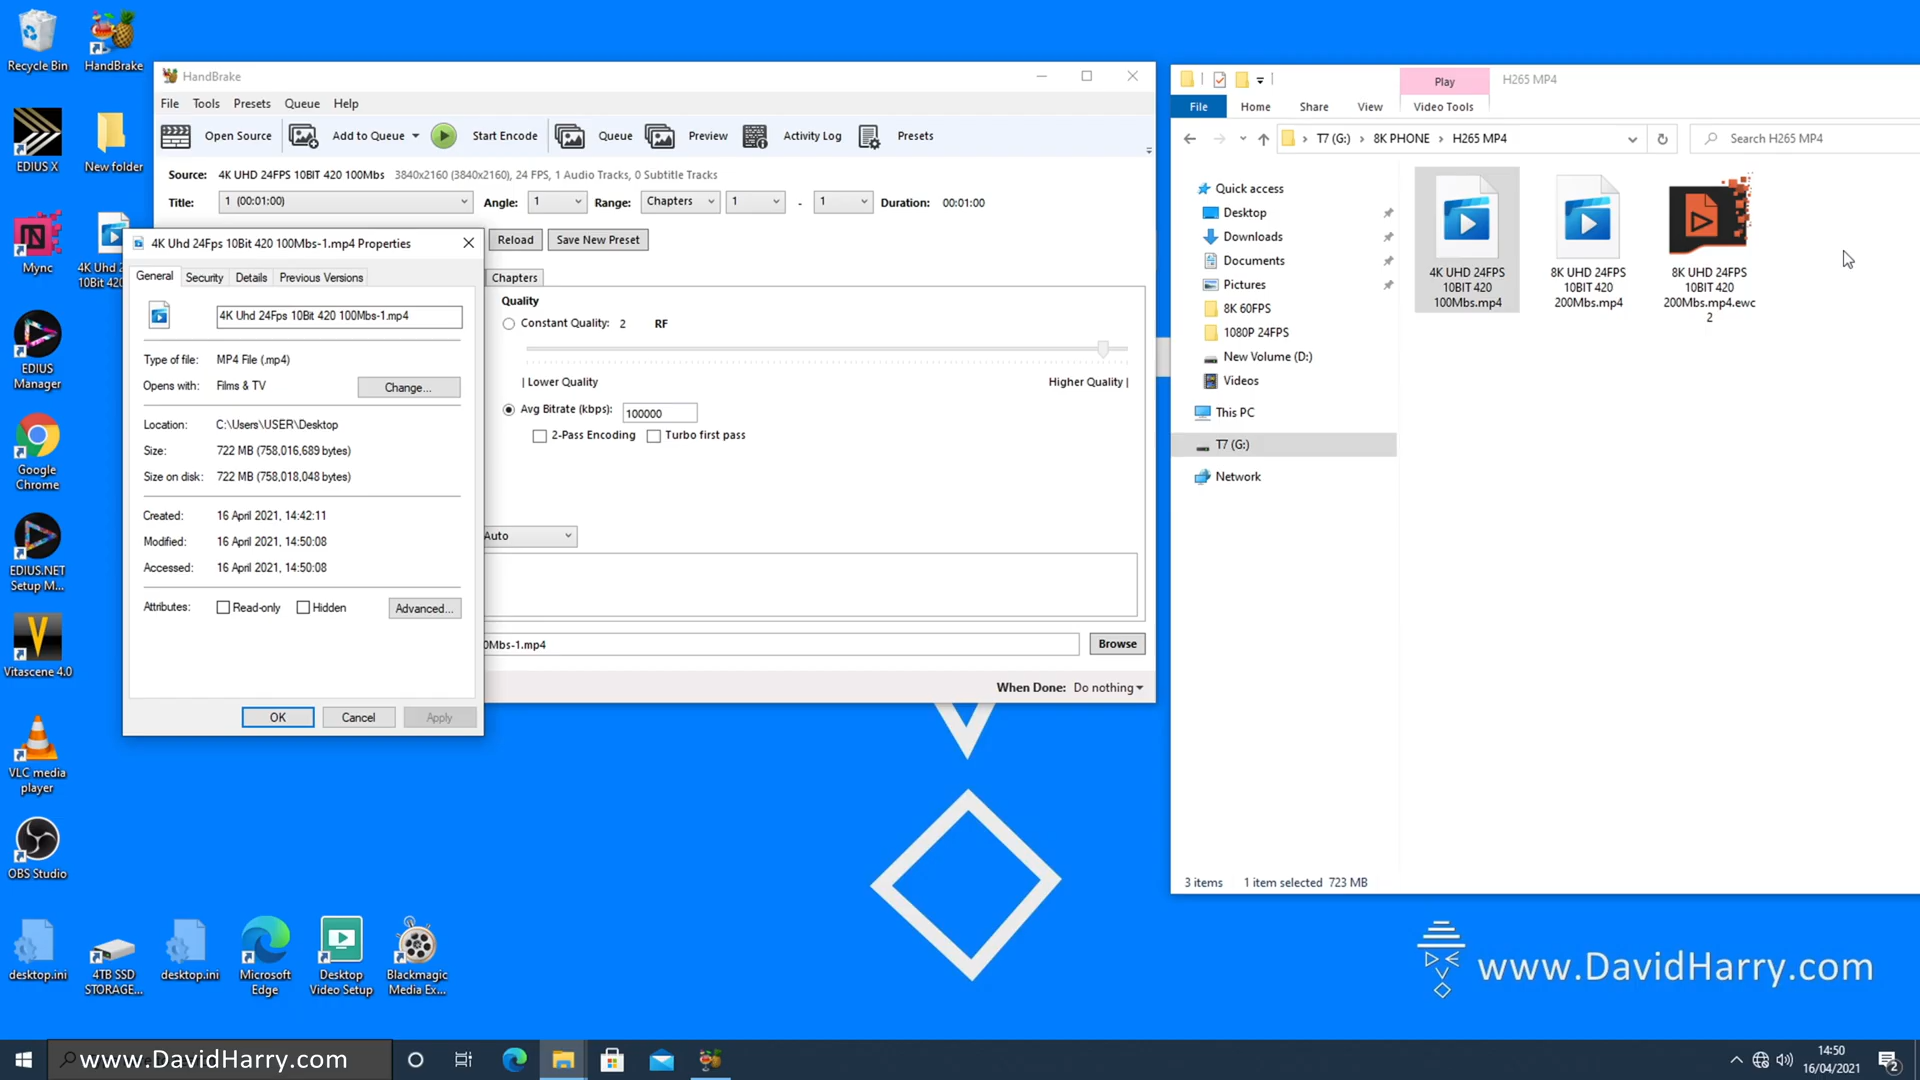 Recycle Bin
HandBrake
EDIUS X
New folder
Mync
4K Uhd 2
10Bit 420
EDIUS
Manager
Google
Chrome
EDIUS.NET
Setup M...
Vitascene 4.0
VLC media
player
OBS Studio
desktop.ini
4TB SSD
STORAGE...
desktop.ini
Microsoft
Edge
Desktop
Video Setup
Blackmagic
Media Ex...
HandBrake
File Tools Presets Queue Help
Open Source Add to Queue Start Encode Queue Preview Activity Log Presets
Source: 4K UHD 24FPS 10BIT 420 100Mbs 3840x2160 (3840x2160), 24 FPS, 1 Audio Tracks, 0 Subtitle Tracks
Title: 1 (00:01:00) Angle: 1 Range: Chapters 1 - 1 Duration: 00:01:00
Reload Save New Preset
Chapters
Quality
Constant Quality: 2 RF
| Lower Quality Higher Quality |
Avg Bitrate (kbps): 100000
2-Pass Encoding Turbo first pass
Auto
0Mbs-1.mp4 Browse
When Done: Do nothing
4K Uhd 24Fps 10Bit 420 100Mbs-1.mp4 Properties
General Security Details Previous Versions
4K Uhd 24Fps 10Bit 420 100Mbs-1.mp4
Type of file: MP4 File (.mp4)
Opens with: Films & TV Change...
Location: C:\Users\USER\Desktop
Size: 722 MB (758,016,689 bytes)
Size on disk: 722 MB (758,018,048 bytes)
Created: 16 April 2021, 14:42:11
Modified: 16 April 2021, 14:50:08
Accessed: 16 April 2021, 14:50:08
Attributes: Read-only Hidden Advanced...
OK Cancel Apply
Play H265 MP4
File Home Share View Video Tools
T7 (G:) 8K PHONE H265 MP4 Search H265 MP4
Quick access
Desktop
Downloads
Documents
Pictures
8K 60FPS
1080P 24FPS
New Volume (D:)
Videos
This PC
T7 (G:)
Network
4K UHD 24FPS
10BIT 420
100Mbs.mp4
8K UHD 24FPS
10BIT 420
200Mbs.mp4
8K UHD 24FPS
10BIT 420
200Mbs.mp4.ewc
2
3 items 1 item selected 723 MB
www.DavidHarry.com
www.DavidHarry.com
14:50
16/04/2021
2